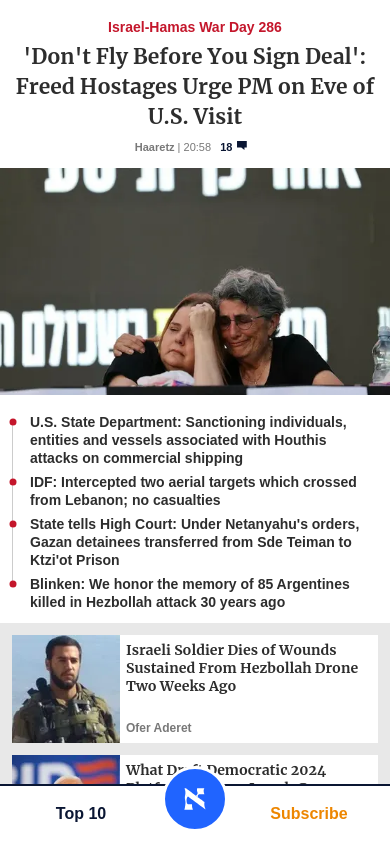 Israel-Hamas War Day 286
'Don't Fly Before You Sign Deal':
Freed Hostages Urge PM on Eve of
U.S. Visit
Haaretz | 20:58 18
U.S. State Department: Sanctioning individuals,
entities and vessels associated with Houthis
attacks on commercial shipping
IDF: Intercepted two aerial targets which crossed
from Lebanon; no casualties
State tells High Court: Under Netanyahu's orders,
Gazan detainees transferred from Sde Teiman to
Ktzi'ot Prison
Blinken: We honor the memory of 85 Argentines
killed in Hezbollah attack 30 years ago
Israeli Soldier Dies of Wounds
Sustained From Hezbollah Drone
Two Weeks Ago
Ofer Aderet
Democratic 2024
Top 10
Subscribe